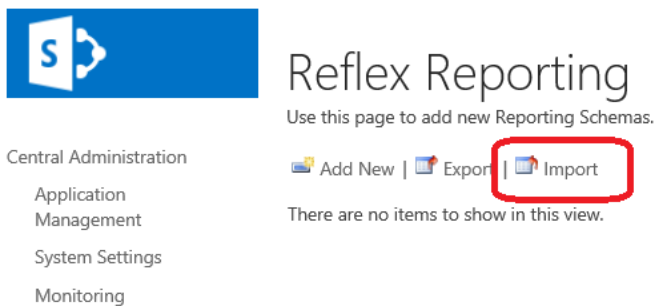 S
Reflex Reporting
Use this page to add new Reporting Schemas.
Add New | Export | Import
There are no items to show in this view.
Central Administration
Application
Management
System Settings
Monitoring